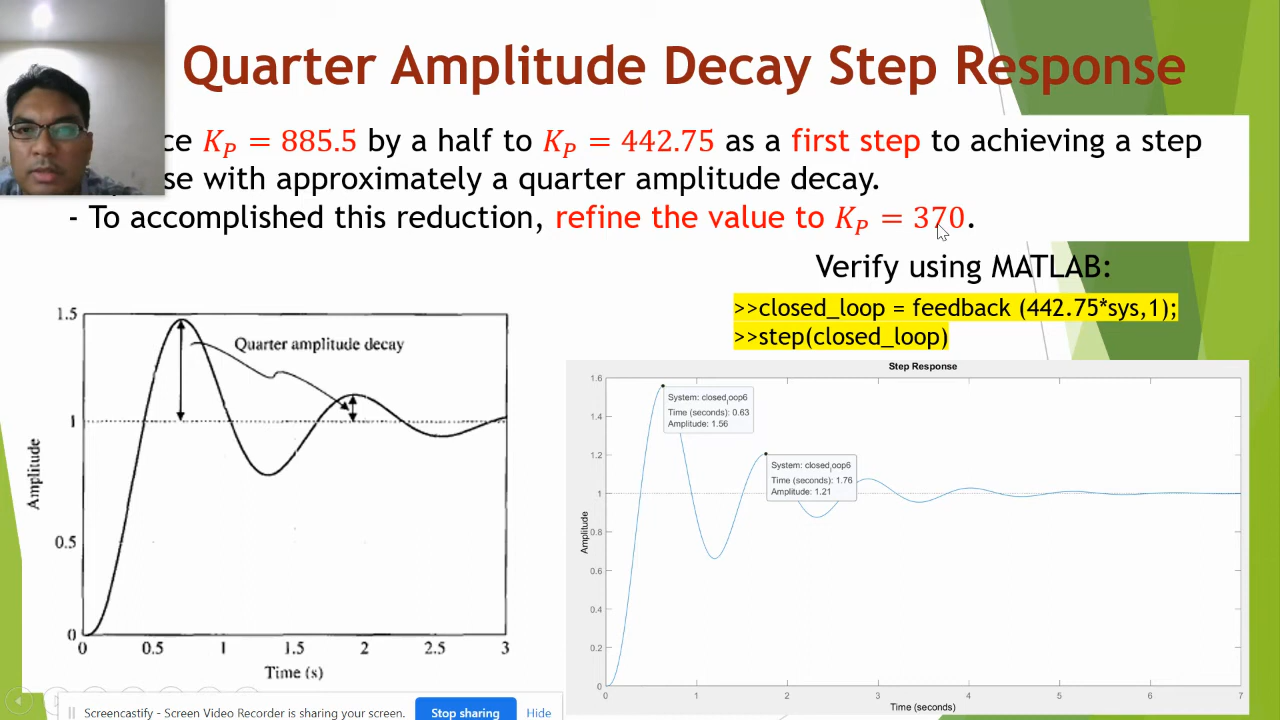 Quarter Amplitude Decay Step Response
ce K_P = 885.5 by a half to K_P = 442.75 as a first step to achieving a step
se with approximately a quarter amplitude decay.
- To accomplished this reduction, refine the value to K_P = 370.
Verify using MATLAB:
>>closed_loop = feedback (442.75*sys,1);
>>step(closed_loop)
1.5
Quarter amplitude decay
1
Amplitude
0.5
0
0 0.5 1 1.5 2 2.5 3
Time (s)
Step Response
1.6
System: closed_loop6
Time (seconds): 0.63
Amplitude: 1.56
1.4
1.2
System: closed_loop6
Time (seconds): 1.76
Amplitude: 1.21
1
0.8
Amplitude
0.6
0.4
0.2
0
0 1 2 3 4 5 6 7
Time (seconds)
Screencastify - Screen Video Recorder is sharing your screen. Stop sharing Hide